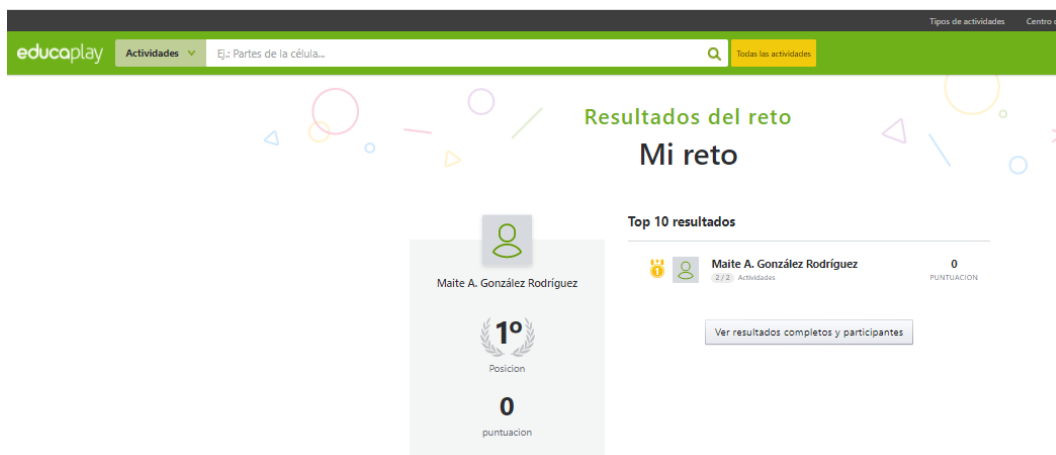 Tipos de actividades Centro
educaplay Actividades Ej.: Partes de la célula... Todas las actividades
Resultados del reto
Mi reto
Top 10 resultados
1 Maite A. González Rodríguez 0
2/2 Actividades PUNTUACION
Ver resultados completos y participantes
Maite A. González Rodríguez
1º
Posicion
0
puntuacion